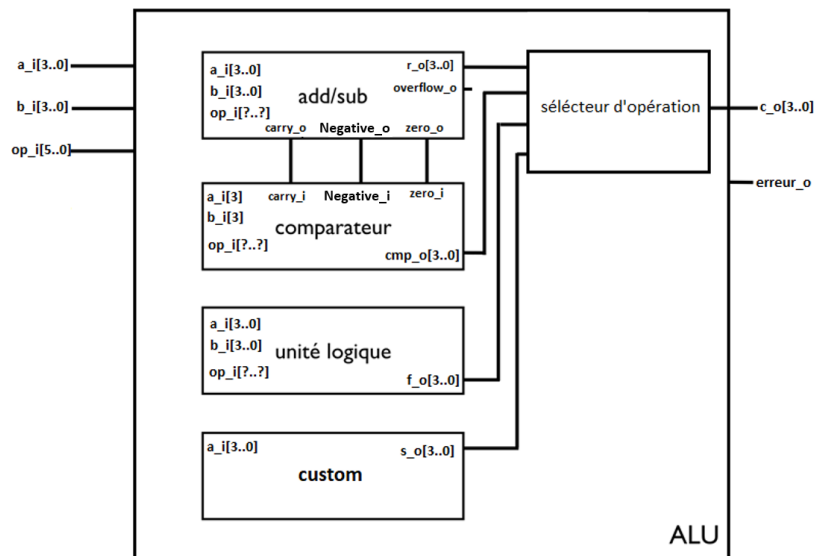 a_i[3..0]
b_i[3..0]
op_i[5..0]
a_i[3..0]
b_i[3..0]
op_i[?..?]
add/sub
r_o[3..0]
overflow_o
carry_o Negative_o zero_o
a_i[3] carry_i Negative_i zero_i
b_i[3]
comparateur
op_i[?..?]
cmp_o[3..0]
a_i[3..0]
b_i[3..0]
unité logique
op_i[?..?]
f_o[3..0]
a_i[3..0]
s_o[3..0]
custom
sélécteur d'opération
c_o[3..0]
erreur_o
ALU